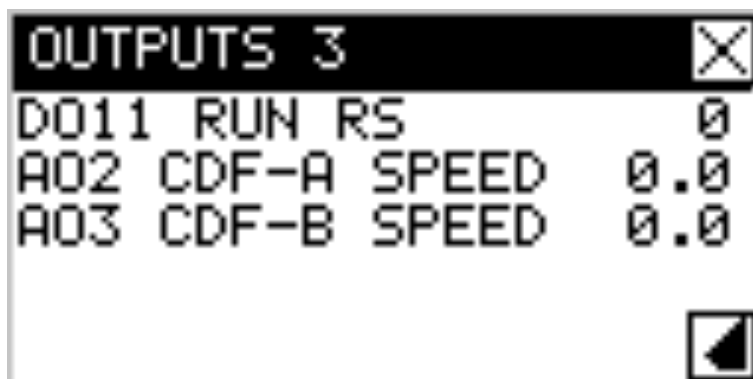 OUTPUTS 3
DO11 RUN RS 0
AO2 CDF-A SPEED 0.0
AO3 CDF-B SPEED 0.0